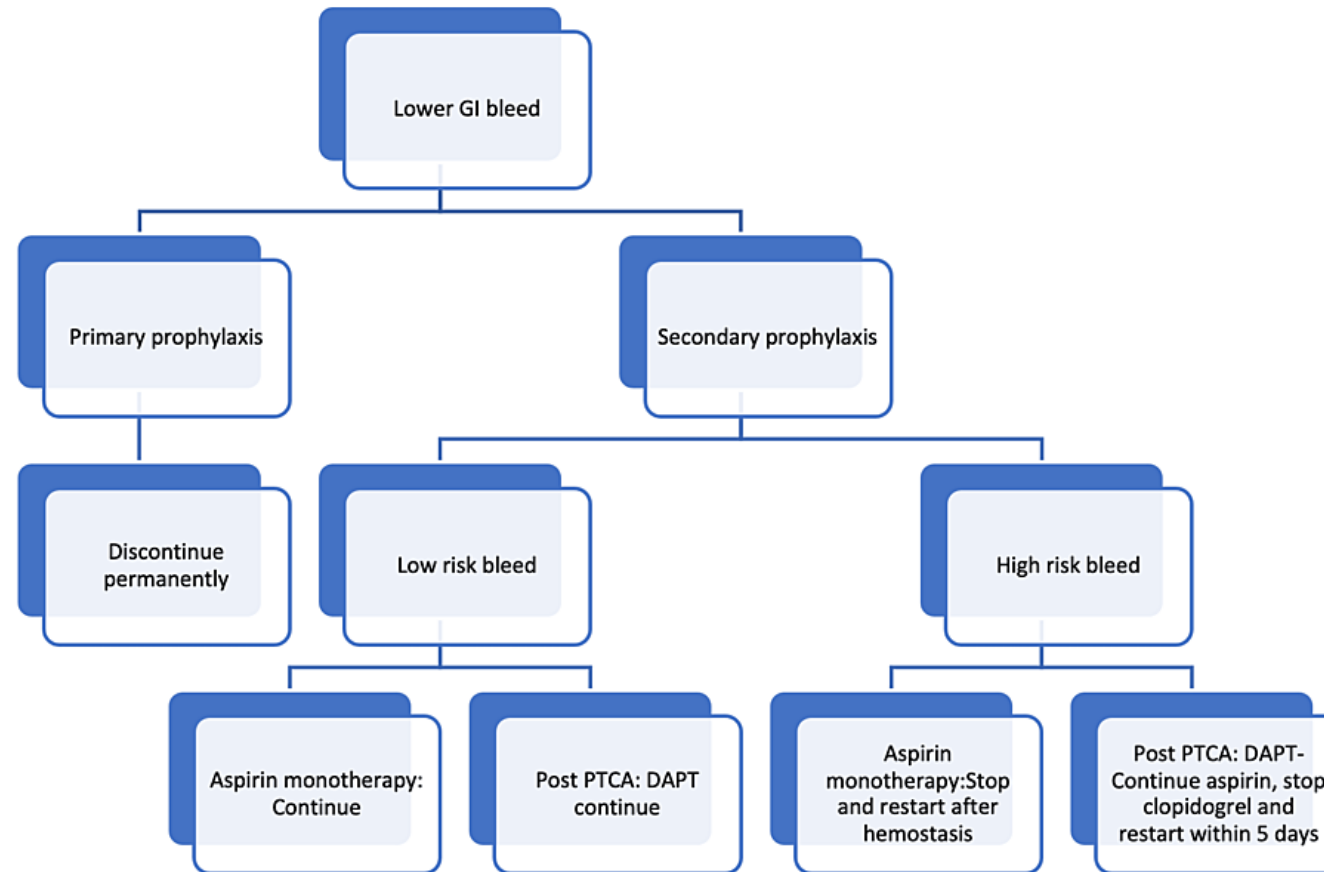 Lower GI bleed
Primary prophylaxis
Secondary prophylaxis
Discontinue
permanently
Low risk bleed
High risk bleed
Aspirin monotherapy:
Continue
Post PTCA: DAPT
continue
Aspirin
monotherapy:Stop
and restart after
hemostasis
Post PTCA: DAPT-
Continue aspirin, stop
clopidogrel and
restart within 5 days